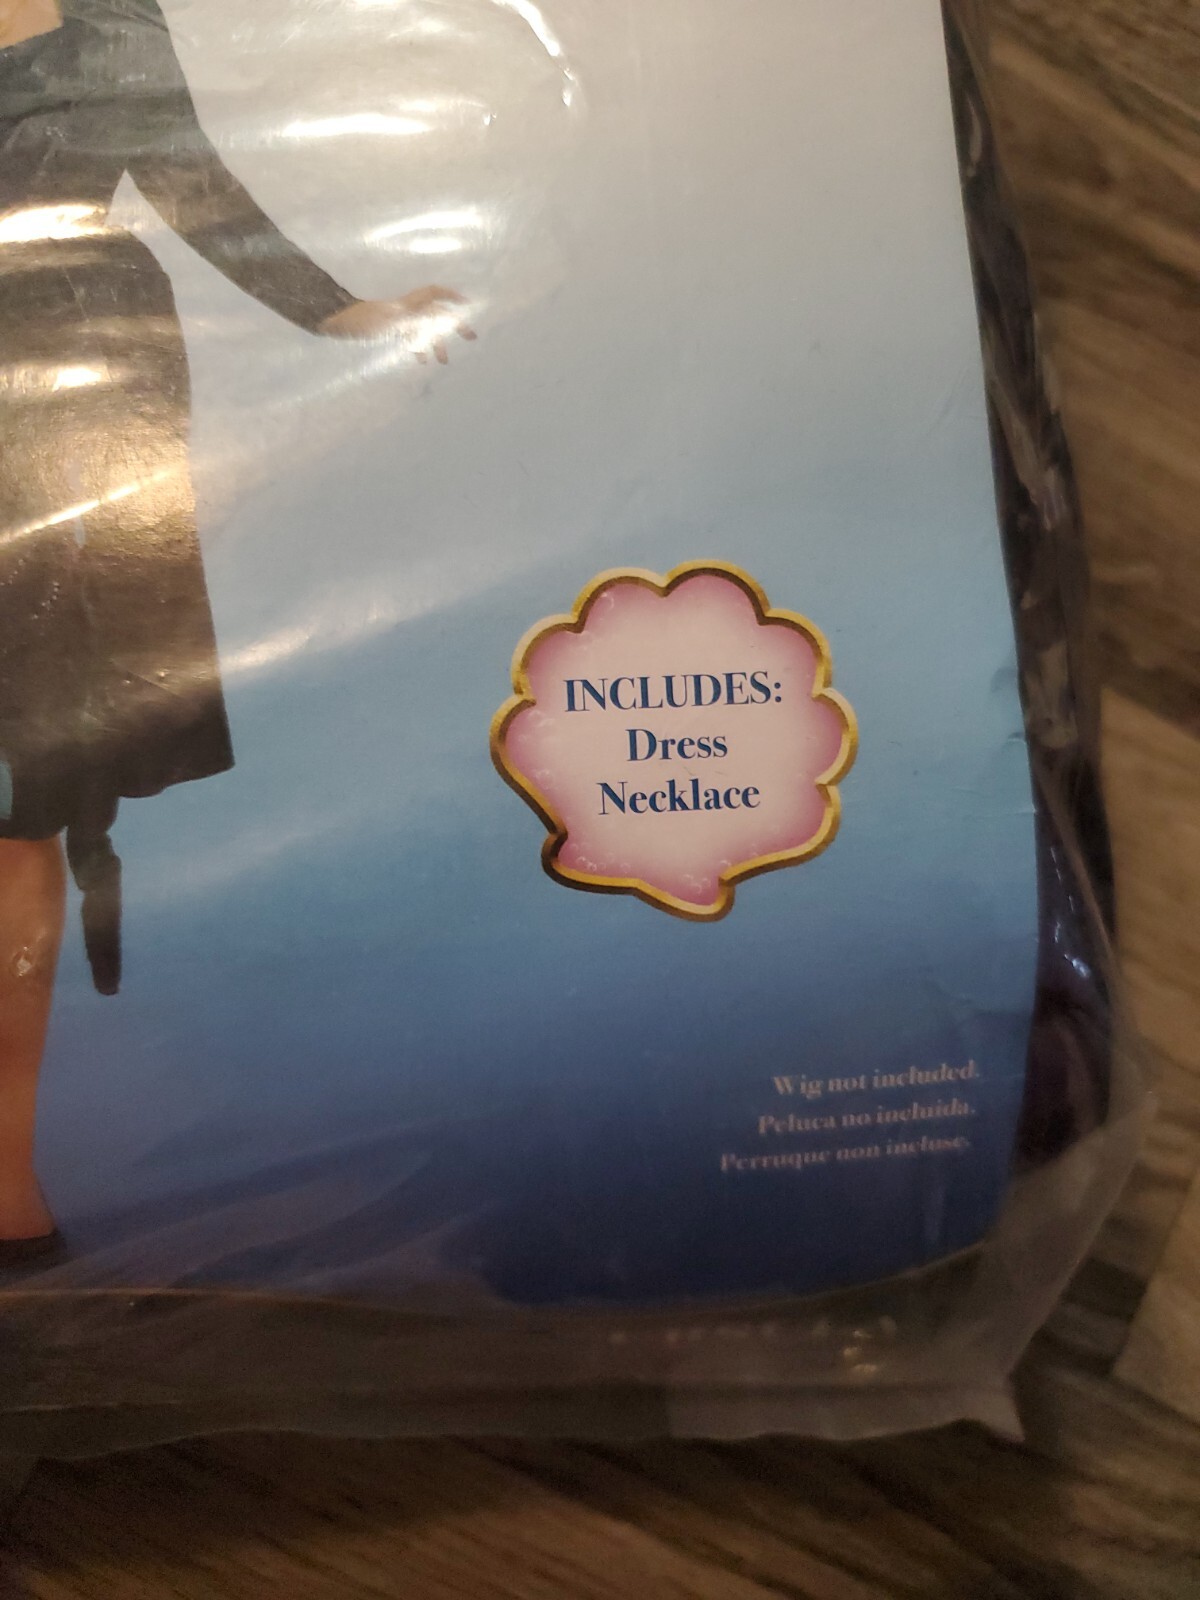 INCLUDES:
Dress
Necklace
Wig not included.
Peluca no incluida.
Perruque non incluse.